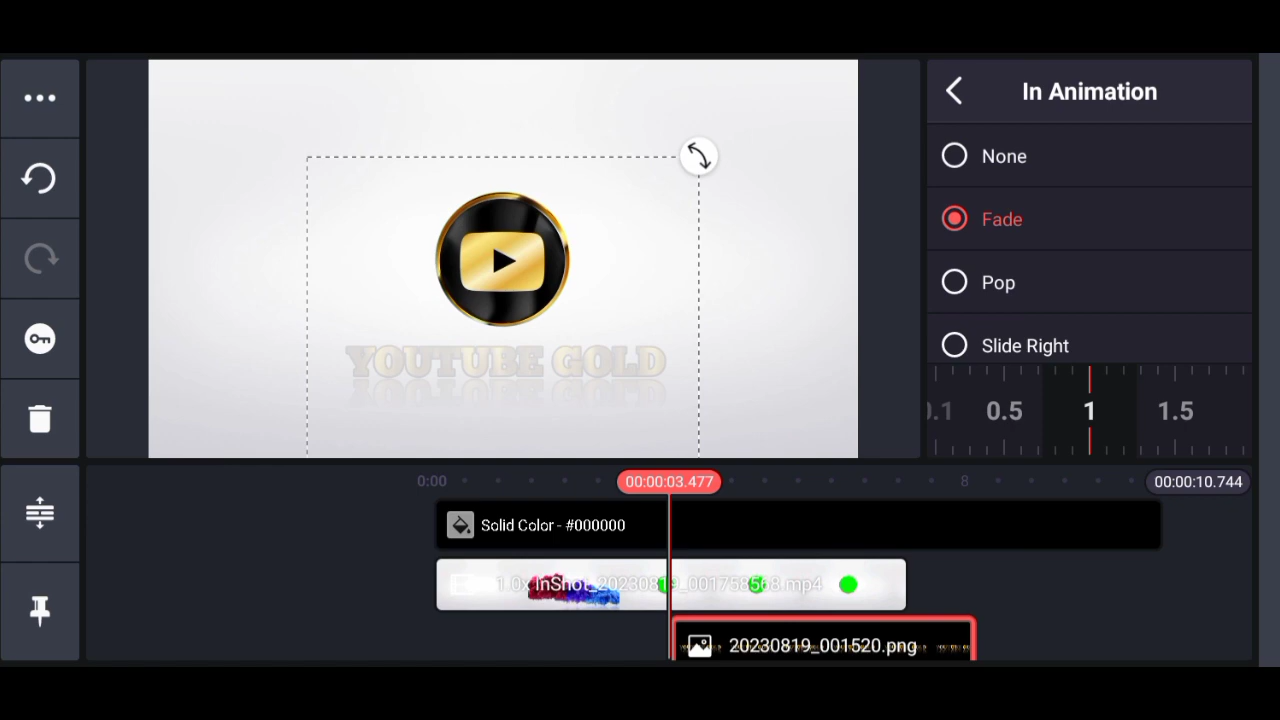 In Animation
None
Fade
Pop
Slide Right
0.1 0.5 1 1.5
YOUTUBE GOLD
0:00 00:00:03.477 8 00:00:10.744
Solid Color - #000000
1.0x InShot_20230819_001758568.mp4
20230819_001520.png